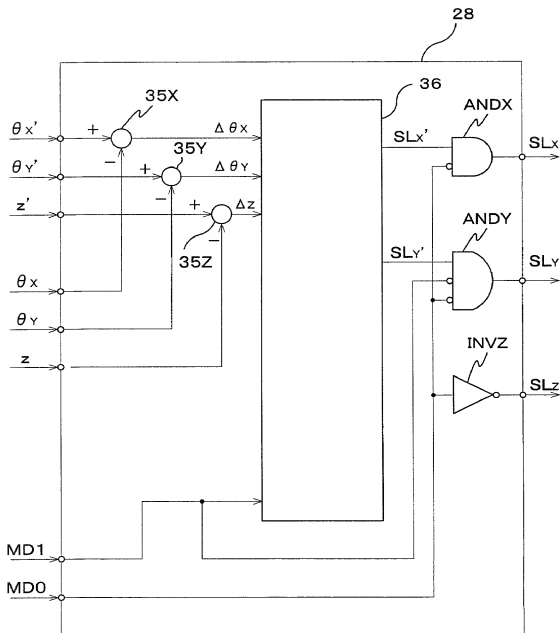 28
36
ANDX
35X
θX'
+
ΔθX
SLX'
SLX
−
35Y
θY'
+
ΔθY
−
ANDY
z'
+
Δz
−
35Z
SLY'
SLY
θX
θY
INVZ
z
SLZ
MD1
MD0